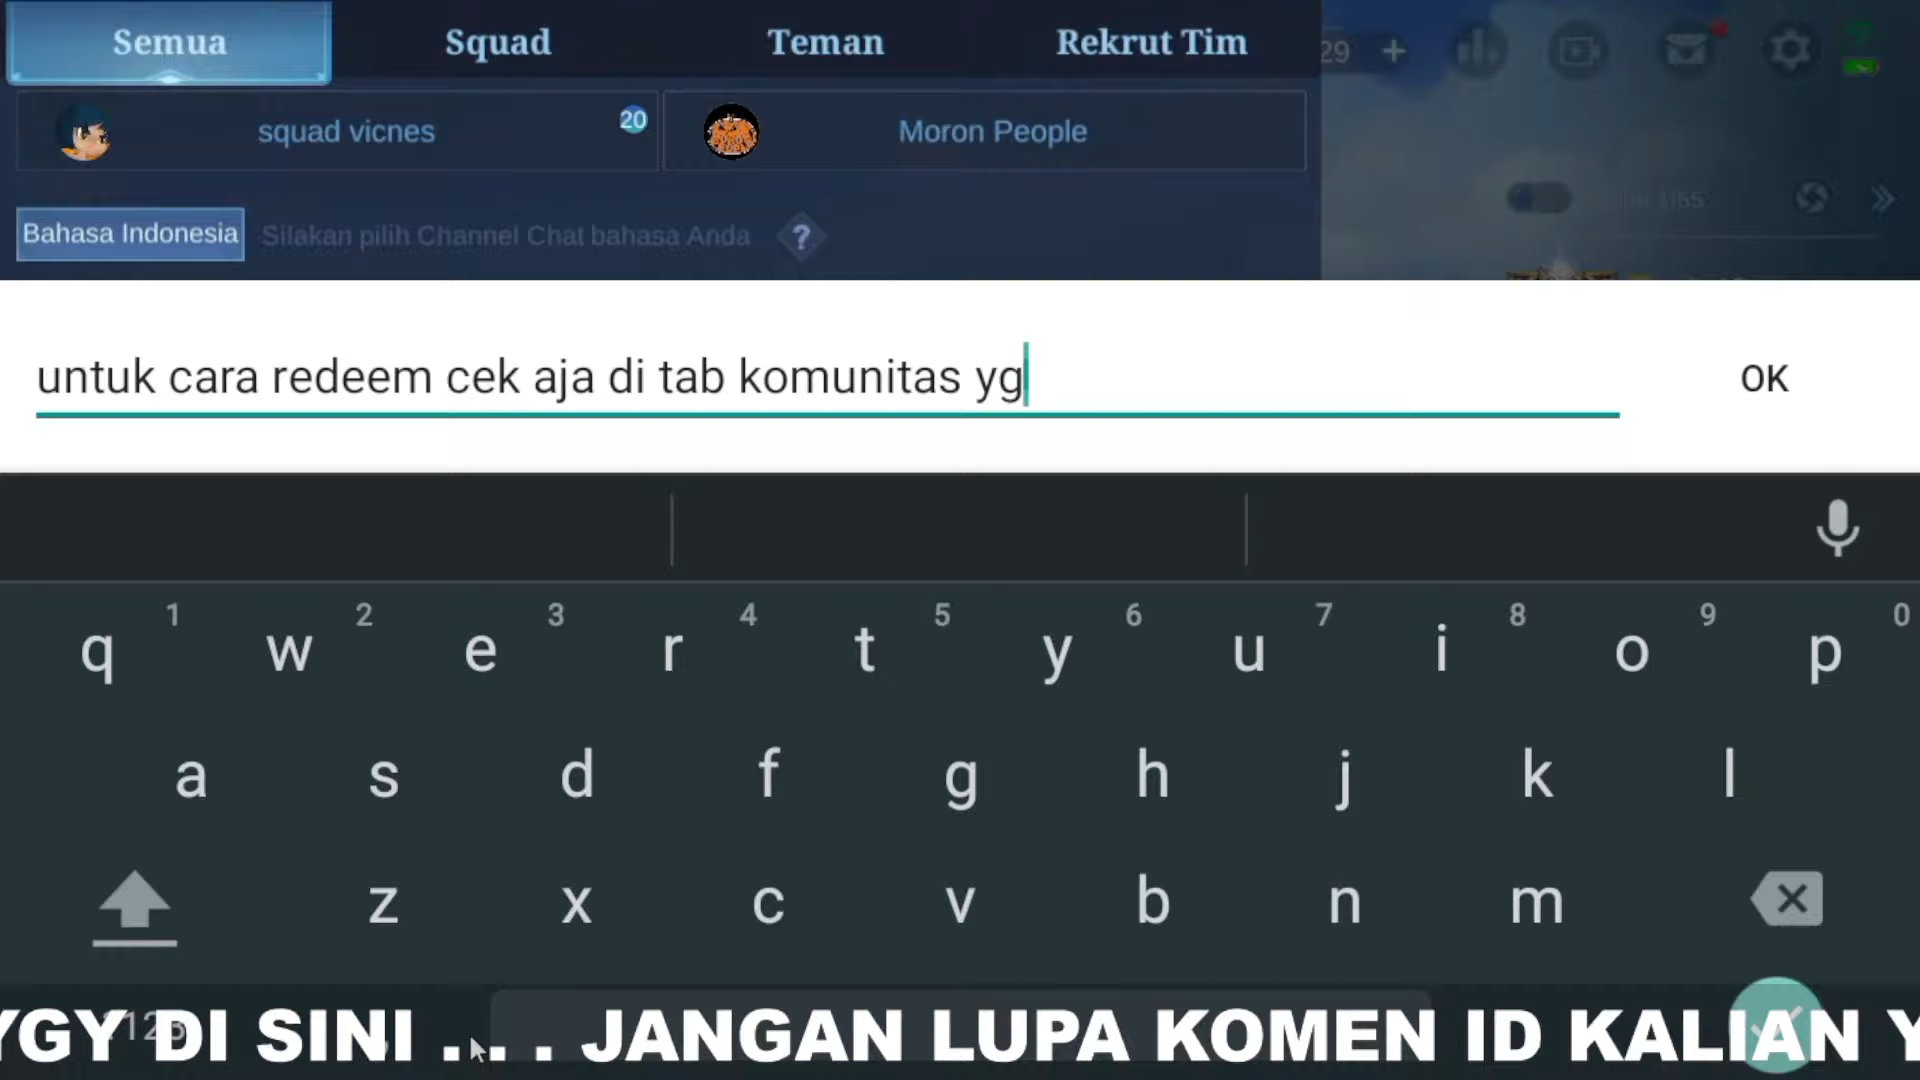 Semua Squad Teman Rekrut Tim 29 +
squad vicnes 20 Moron People
Bahasa Indonesia Silakan pilih Channel Chat bahasa Anda ?
untuk cara redeem cek aja di tab komunitas yg OK
1 2 3 4 5 6 7 8 9 0
q w e r t y u i o p
a s d f g h j k l
z x c v b n m
YGY DI SINI . . . . JANGAN LUPA KOMEN ID KALIAN Y